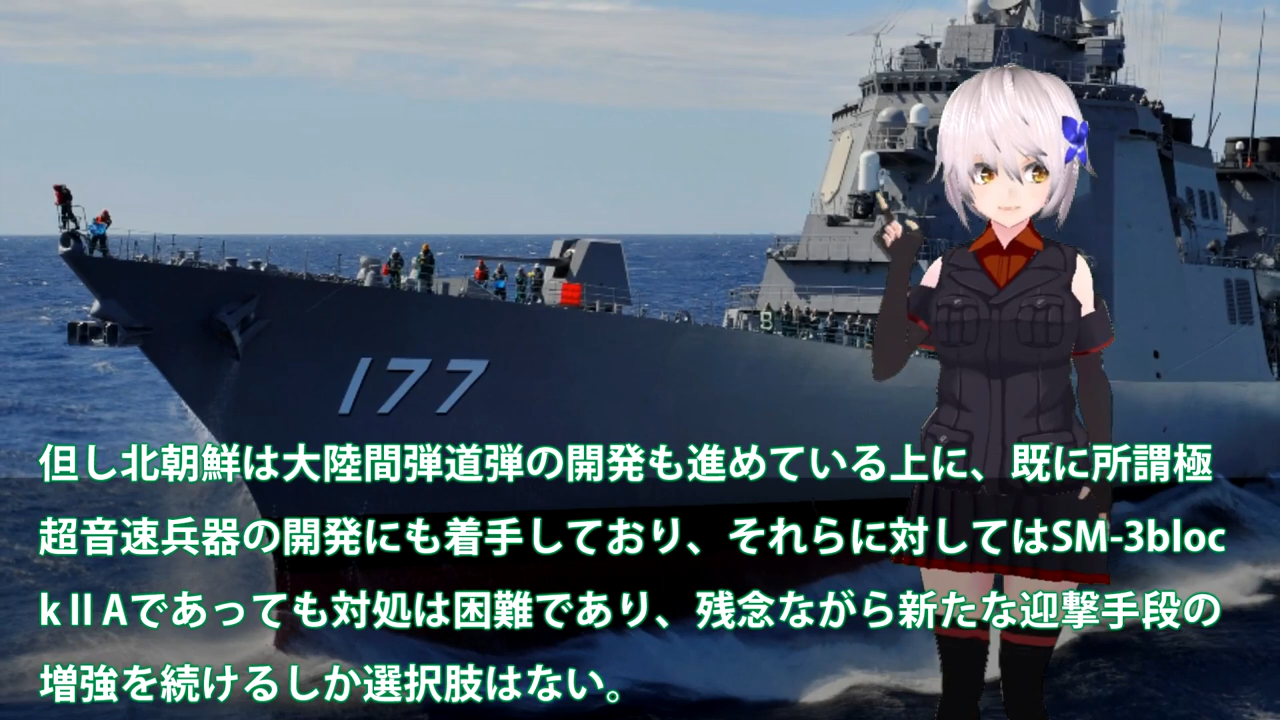 177
但し北朝鮮は大陸間弾道弾の開発も進めている上に、既に所謂極
超音速兵器の開発にも着手しており、それらに対してはSM-3bloc
kⅡAであっても対処は困難であり、残念ながら新たな迎撃手段の
増強を続けるしか選択肢はない。